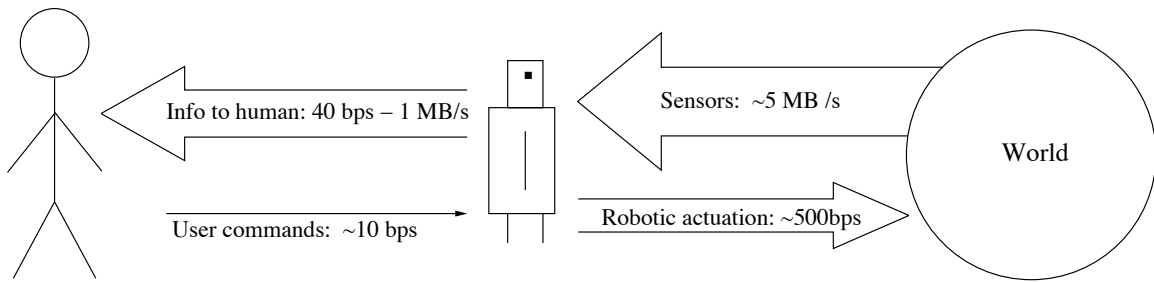 Info to human: 40 bps – 1 MB/s
Sensors: ~5 MB /s
World
User commands: ~10 bps
Robotic actuation: ~500bps